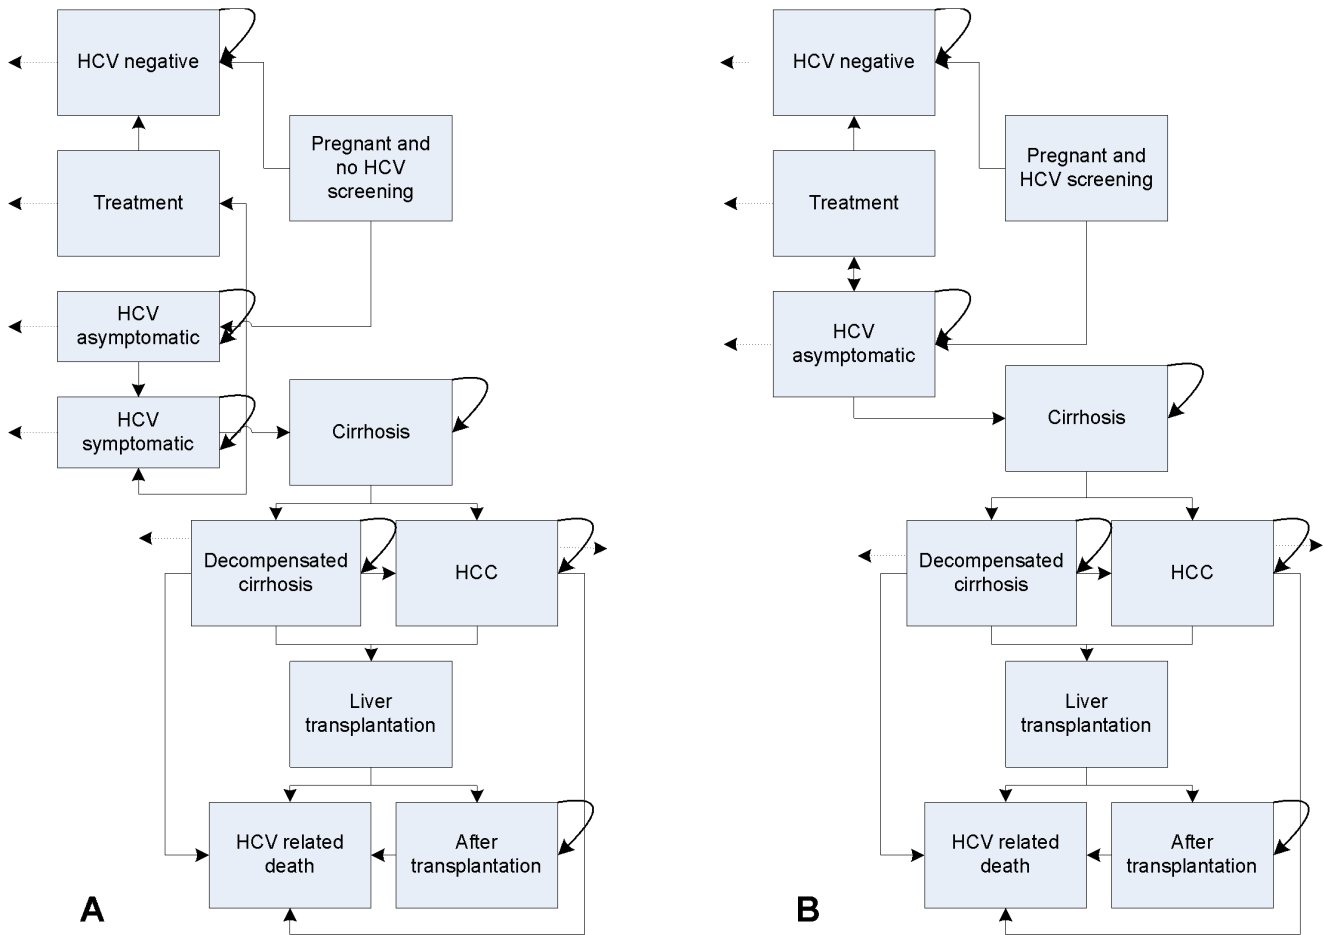 HCV negative
Pregnant and
no HCV
screening
Treatment
HCV
asymptomatic
HCV
symptomatic
Cirrhosis
Decompensated
cirrhosis
HCC
Liver
transplantation
HCV related
death
After
transplantation
A
HCV negative
Pregnant and
HCV screening
Treatment
HCV
asymptomatic
Cirrhosis
Decompensated
cirrhosis
HCC
Liver
transplantation
HCV related
death
After
transplantation
B